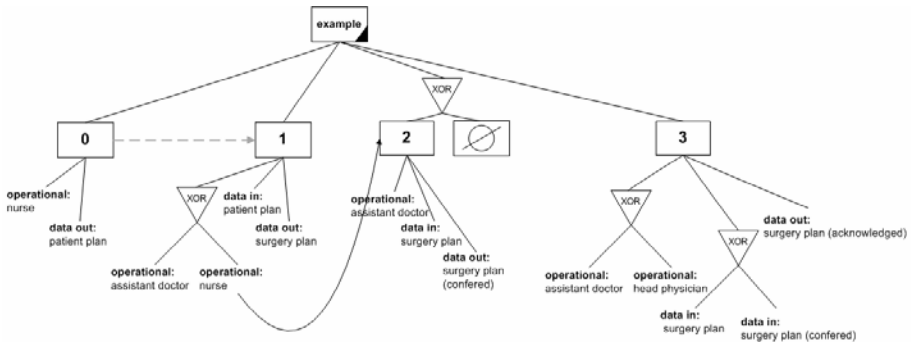 example
XOR
0
1
2
3
operational:
nurse
data out:
patient plan
XOR
data in:
patient plan
data out:
surgery plan
operational:
assistant doctor
operational:
nurse
operational:
assistant doctor
data in:
surgery plan
data out:
surgery plan
(confered)
XOR
operational:
assistant doctor
operational:
head physician
XOR
data in:
surgery plan
data in:
surgery plan (confered)
data out:
surgery plan (acknowledged)